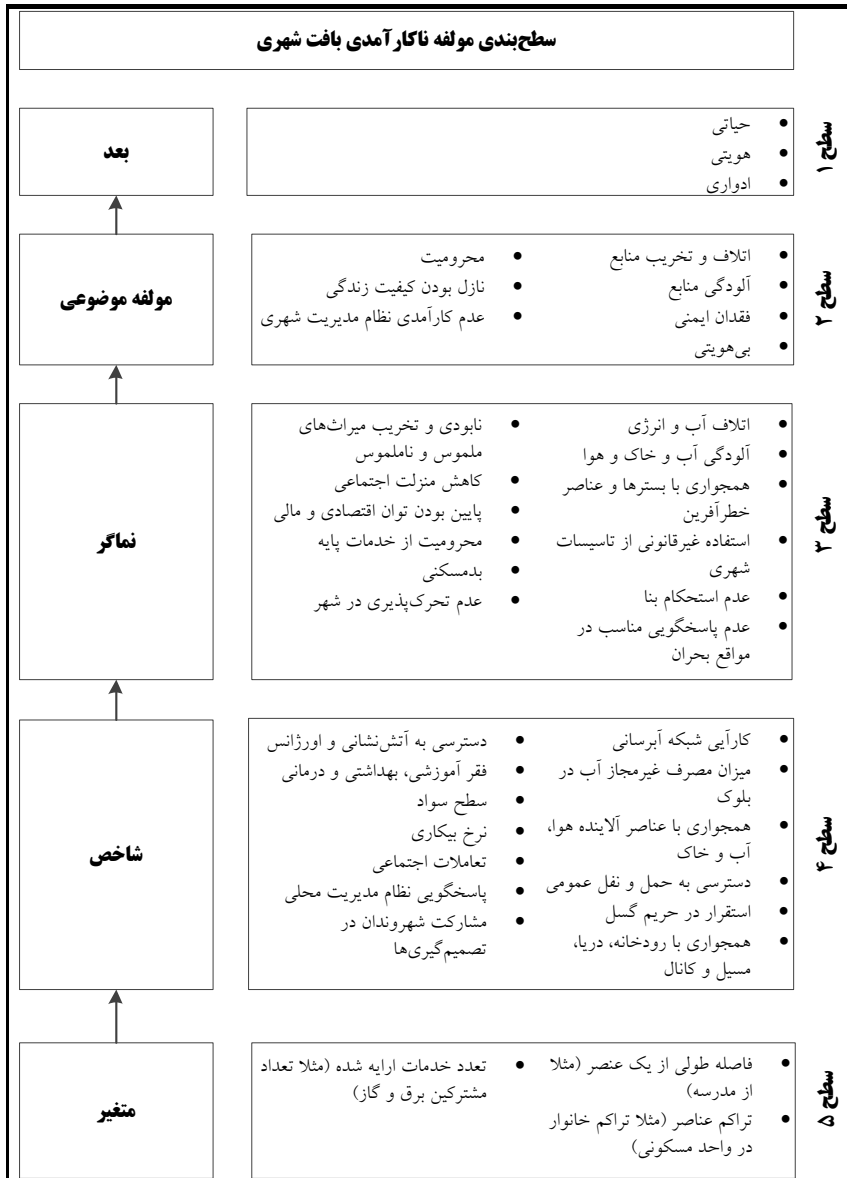 سطح‌بندی مولفه ناکارآمدی بافت شهری
سطح ۱
بعد
حیاتی
هویتی
ادواری
سطح ۲
مولفه موضوعی
اتلاف و تخریب منابع
آلودگی منابع
فقدان ایمنی
بی‌هویتی
محرومیت
نازل بودن کیفیت زندگی
عدم کارآمدی نظام مدیریت شهری
سطح ۳
نماگر
اتلاف آب و انرژی
آلودگی آب و خاک و هوا
همجواری با بسترها و عناصر
خطرآفرین
استفاده غیرقانونی از تاسیسات
شهری
عدم استحکام بنا
عدم پاسخگویی مناسب در
مواقع بحران
نابودی و تخریب میراث‌های
ملموس و ناملموس
کاهش منزلت اجتماعی
پایین بودن توان اقتصادی و مالی
محرومیت از خدمات پایه
بدمسکنی
عدم تحرک‌پذیری در شهر
سطح ۴
شاخص
کارآیی شبکه آبرسانی
میزان مصرف غیرمجاز آب در
بلوک
همجواری با عناصر آلاینده هوا،
آب و خاک
دسترسی به حمل و نقل عمومی
استقرار در حریم گسل
همجواری با رودخانه، دریا،
مسیل و کانال
دسترسی به آتش‌نشانی و اورژانس
فقر آموزشی، بهداشتی و درمانی
سطح سواد
نرخ بیکاری
تعاملات اجتماعی
پاسخگویی نظام مدیریت محلی
مشارکت شهروندان در
تصمیم‌گیری‌ها
سطح ۵
متغیر
فاصله طولی از یک عنصر (مثلا
از مدرسه)
تراکم عناصر (مثلا تراکم خانوار
در واحد مسکونی)
تعدد خدمات ارایه شده (مثلا تعداد
مشترکین برق و گاز)